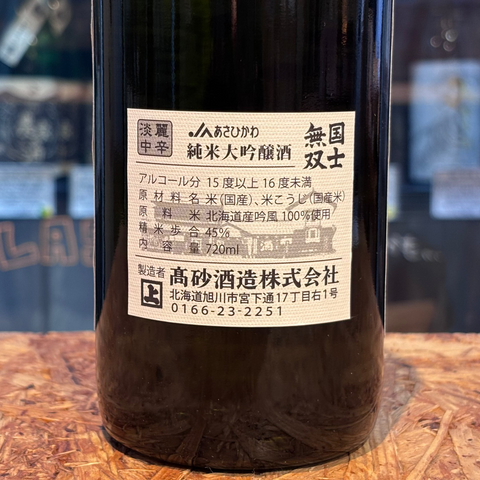 淡麗
中辛
JAあさひかわ
純米大吟醸酒
国士
無双
アルコール分 15度以上16度未満
原材料名 米(国産)、米こうじ(国産米)
原料米 北海道産吟風100%使用
精米歩合 45%
内容量 720ml
製造者 髙砂酒造株式会社
上
北海道旭川市宮下通17丁目右1号
0166-23-2251